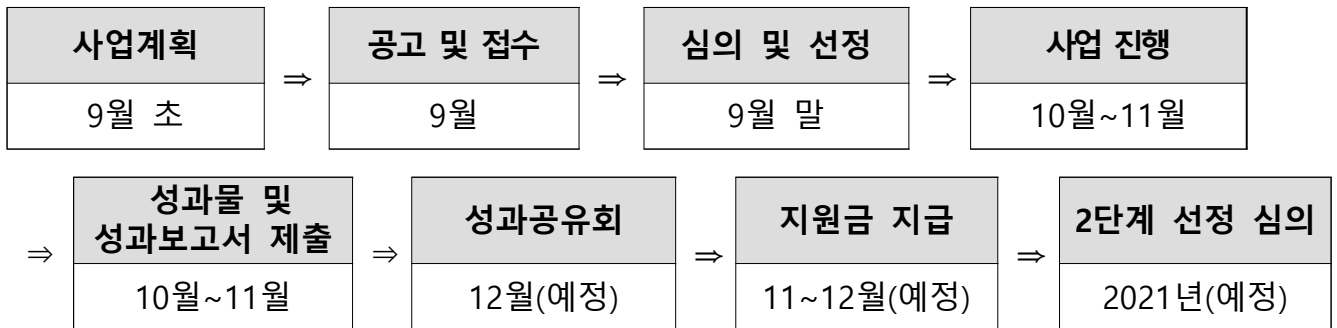 사업계획 ⇒ 공고 및 접수 ⇒ 심의 및 선정 ⇒ 사업 진행
9월 초 9월 9월 말 10월~11월
⇒ 성과물 및
성과보고서 제출 ⇒ 성과공유회 ⇒ 지원금 지급 ⇒ 2단계 선정 심의
10월~11월 12월(예정) 11~12월(예정) 2021년(예정)